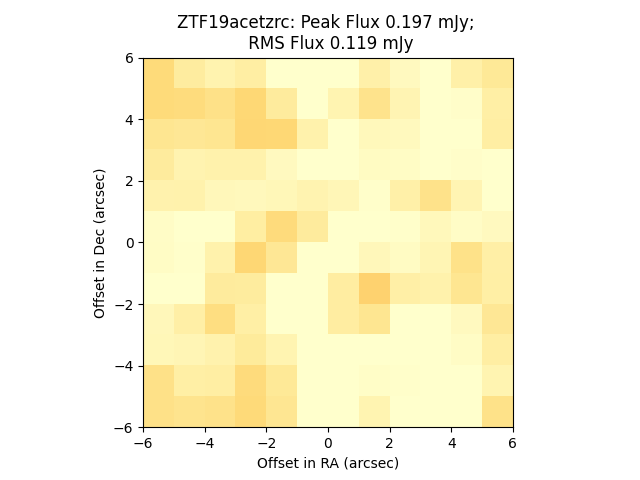 ZTF19acetzrc: Peak Flux 0.197 mJy;
RMS Flux 0.119 mJy
6
4
2
0
−2
−4
−6
Offset in Dec (arcsec)
−6 −4 −2 0 2 4 6
Offset in RA (arcsec)